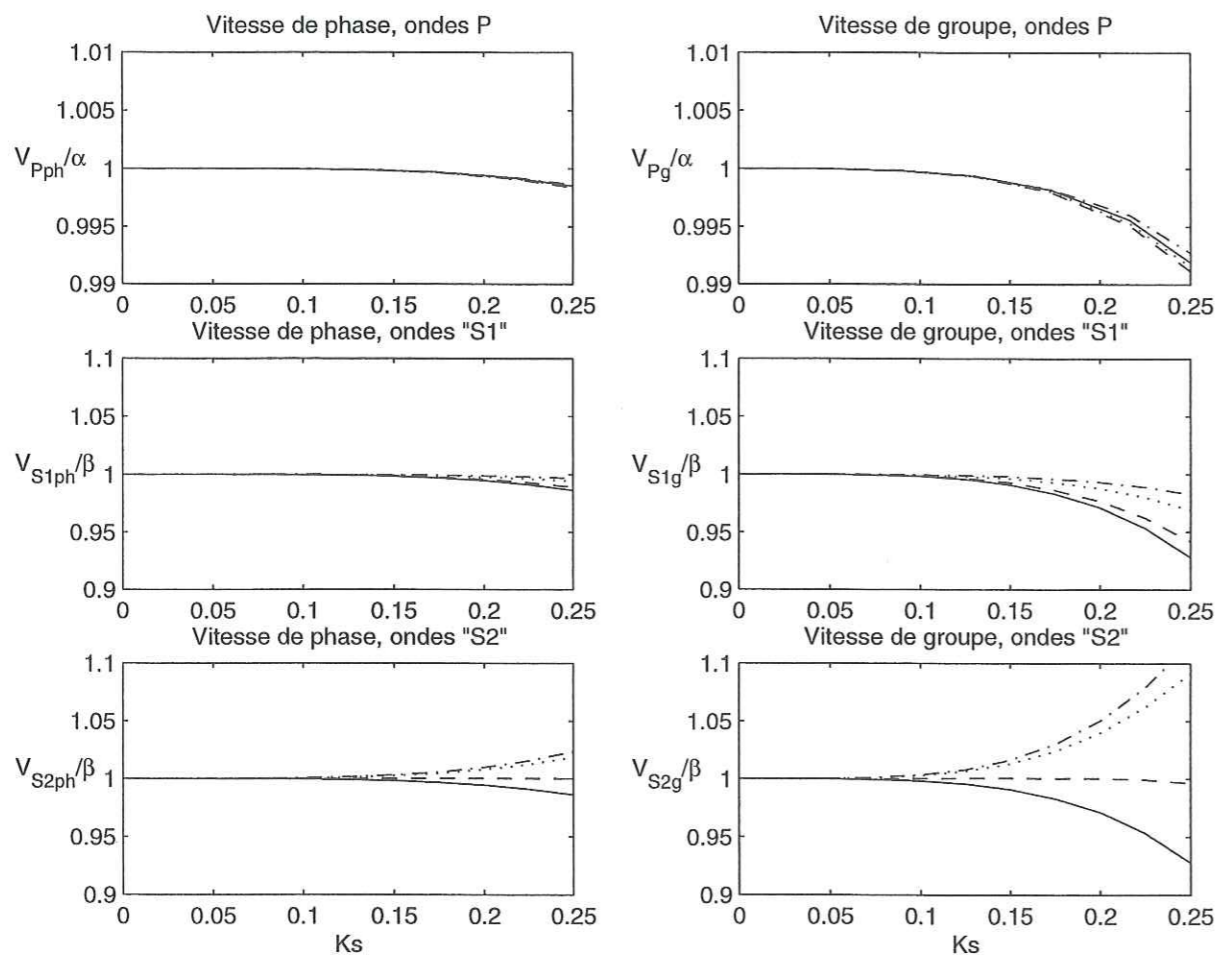 Vitesse de phase, ondes P
1.01
1.005
V_Pph/α 1
0.995
0.99
0 0.05 0.1 0.15 0.2 0.25
Vitesse de groupe, ondes P
1.01
1.005
V_Pg/α 1
0.995
0.99
0 0.05 0.1 0.15 0.2 0.25
Vitesse de phase, ondes "S1"
1.1
1.05
V_S1ph/β 1
0.95
0.9
0 0.05 0.1 0.15 0.2 0.25
Vitesse de groupe, ondes "S1"
1.1
1.05
V_S1g/β 1
0.95
0.9
0 0.05 0.1 0.15 0.2 0.25
Vitesse de phase, ondes "S2"
1.1
1.05
V_S2ph/β 1
0.95
0.9
0 0.05 0.1 0.15 0.2 0.25
Ks
Vitesse de groupe, ondes "S2"
1.1
1.05
V_S2g/β 1
0.95
0.9
0 0.05 0.1 0.15 0.2 0.25
Ks